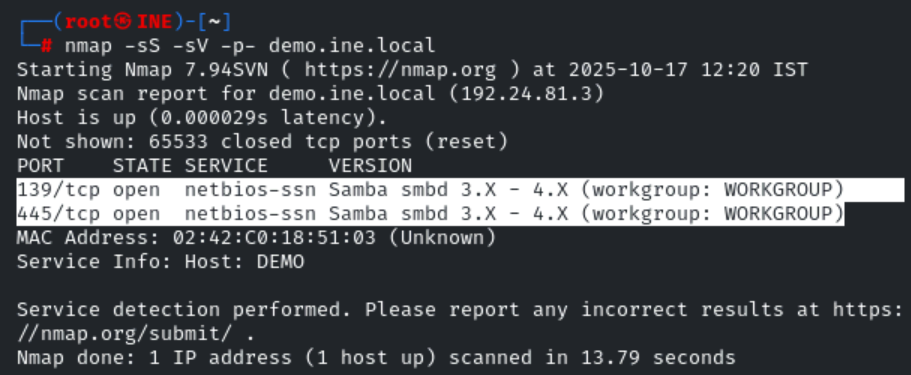 ┌──(root㉿INE)-[~]
└─# nmap -sS -sV -p- demo.ine.local
Starting Nmap 7.94SVN ( https://nmap.org ) at 2025-10-17 12:20 IST
Nmap scan report for demo.ine.local (192.24.81.3)
Host is up (0.000029s latency).
Not shown: 65533 closed tcp ports (reset)
PORT    STATE SERVICE     VERSION
139/tcp open  netbios-ssn Samba smbd 3.X - 4.X (workgroup: WORKGROUP)
445/tcp open  netbios-ssn Samba smbd 3.X - 4.X (workgroup: WORKGROUP)
MAC Address: 02:42:C0:18:51:03 (Unknown)
Service Info: Host: DEMO

Service detection performed. Please report any incorrect results at https:
//nmap.org/submit/ .
Nmap done: 1 IP address (1 host up) scanned in 13.79 seconds